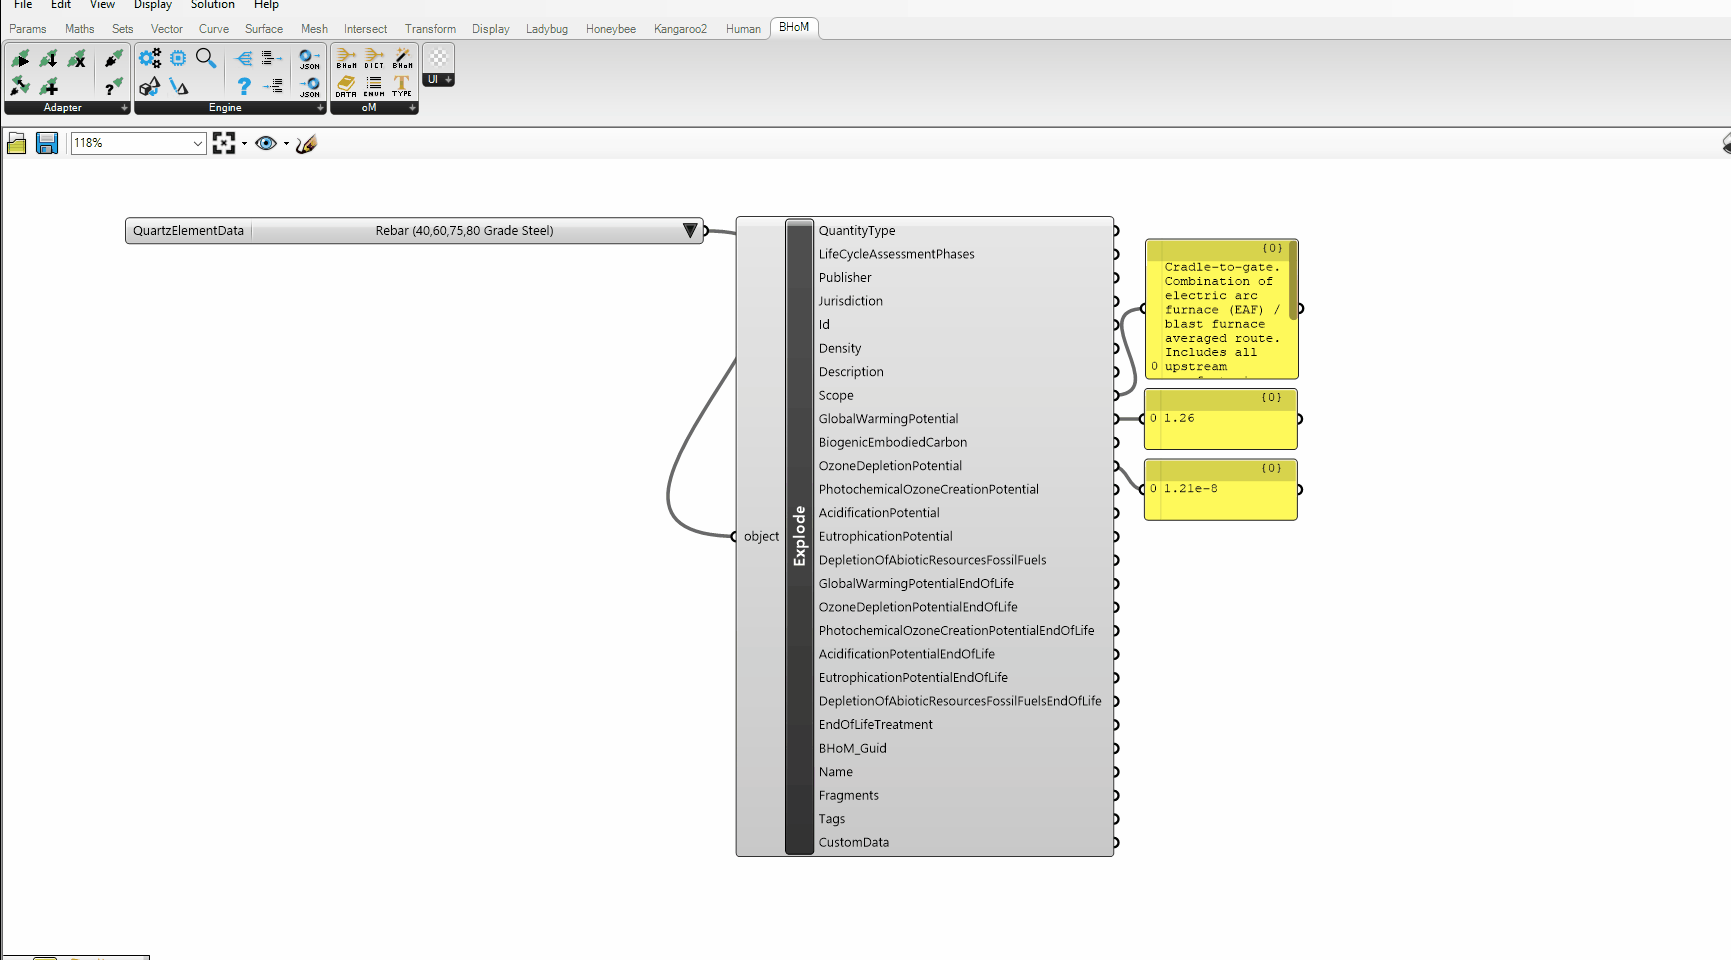 File Edit View Display Solution Help
Params Maths Sets Vector Curve Surface Mesh Intersect Transform Display Ladybug Honeybee Kangaroo2 Human BHoM
JSON BHoM DICT BHoM
? ? JSON DATA ENUM TYPE
UI
Adapter Engine oM
118%
QuartzElementData Rebar (40,60,75,80 Grade Steel)
object
Explode
QuantityType
LifeCycleAssessmentPhases
Publisher
Jurisdiction
Id
Density
Description
Scope
GlobalWarmingPotential
BiogenicEmbodiedCarbon
OzoneDepletionPotential
PhotochemicalOzoneCreationPotential
AcidificationPotential
EutrophicationPotential
DepletionOfAbioticResourcesFossilFuels
GlobalWarmingPotentialEndOfLife
OzoneDepletionPotentialEndOfLife
PhotochemicalOzoneCreationPotentialEndOfLife
AcidificationPotentialEndOfLife
EutrophicationPotentialEndOfLife
DepletionOfAbioticResourcesFossilFuelsEndOfLife
EndOfLifeTreatment
BHoM_Guid
Name
Fragments
Tags
CustomData
{0}
Cradle-to-gate.
Combination of
electric arc
furnace (EAF) /
blast furnace
averaged route.
Includes all
0 upstream
{0}
0 1.26
{0}
0 1.21e-8